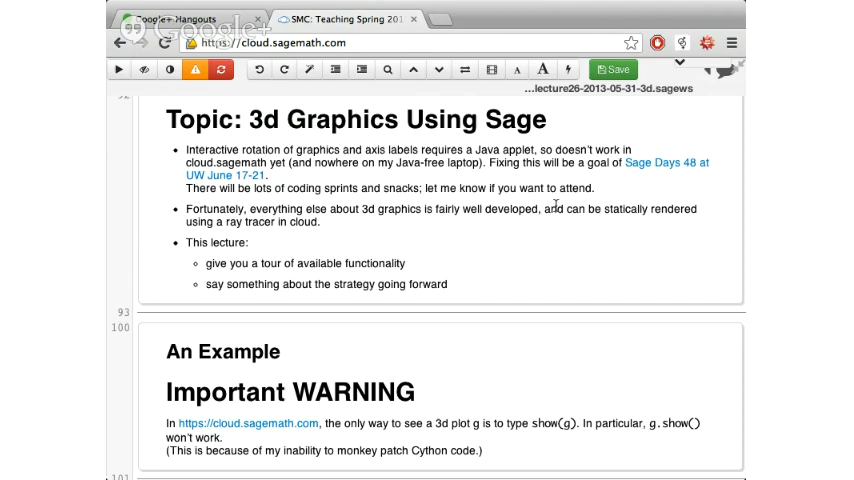 Google+ Hangouts
SMC: Teaching Spring 201
Google+
https://cloud.sagemath.com
Save
...lecture26-2013-05-31-3d.sagews
92
Topic: 3d Graphics Using Sage
• Interactive rotation of graphics and axis labels requires a Java applet, so doesn't work in
cloud.sagemath yet (and nowhere on my Java-free laptop). Fixing this will be a goal of Sage Days 48 at
UW June 17-21.
There will be lots of coding sprints and snacks; let me know if you want to attend.
• Fortunately, everything else about 3d graphics is fairly well developed, and can be statically rendered
using a ray tracer in cloud.
• This lecture:
◦ give you a tour of available functionality
◦ say something about the strategy going forward
93
100
An Example
Important WARNING
In https://cloud.sagemath.com, the only way to see a 3d plot g is to type show(g). In particular, g.show()
won't work.
(This is because of my inability to monkey patch Cython code.)
101